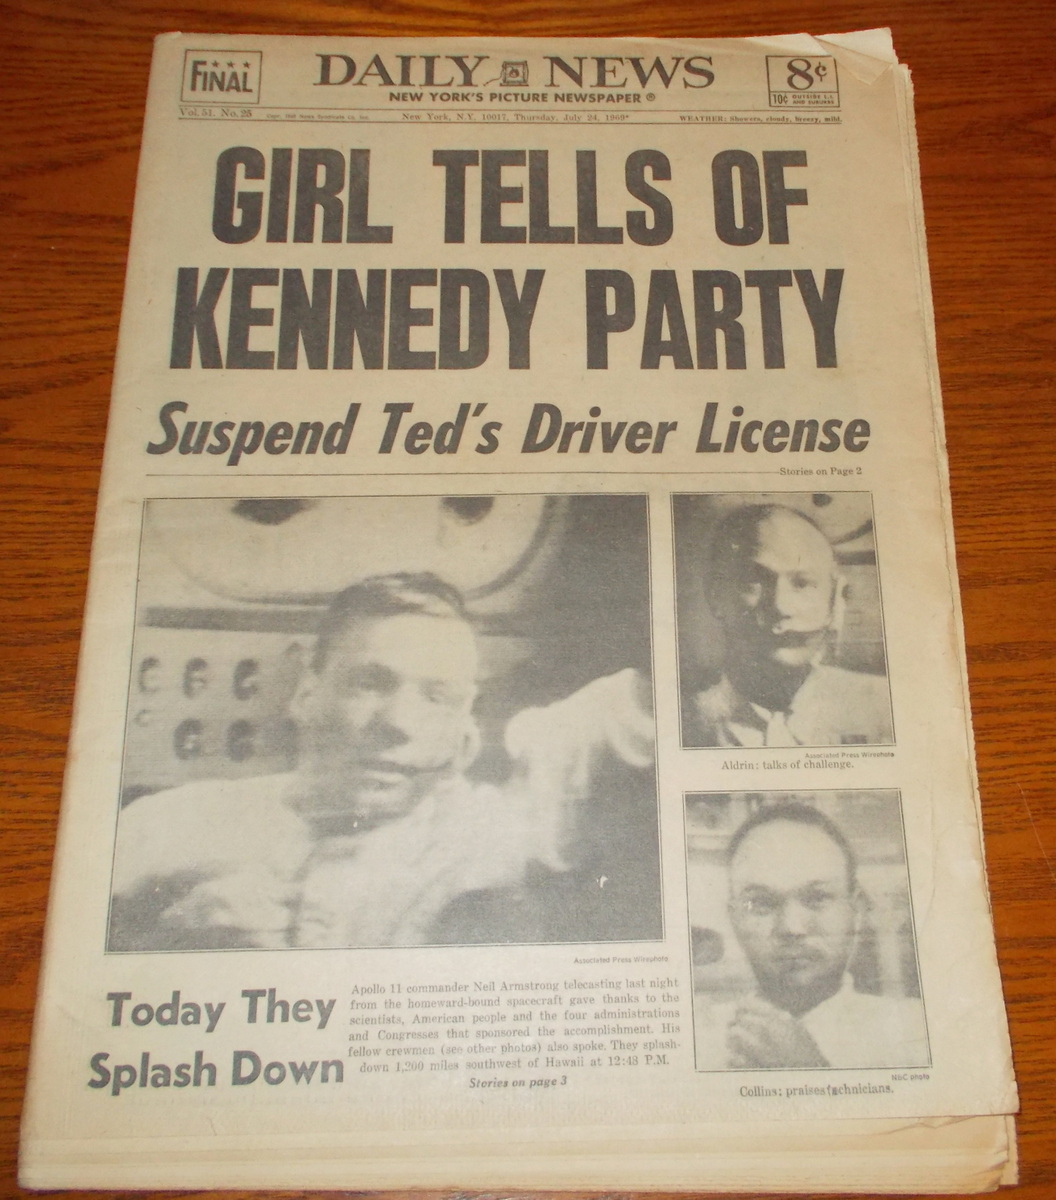 ★ ★ ★ ★
FINAL
DAILY NEWS
NEW YORK'S PICTURE NEWSPAPER ®
8¢
10¢ OUTSIDE L.I. AND SUBURBS
Vol. 51. No. 25
New York, N.Y. 10017, Thursday, July 24, 1969*
WEATHER: Showers, cloudy, breezy, mild.
GIRL TELLS OF
KENNEDY PARTY
Suspend Ted's Driver License
Stories on Page 2
Associated Press Wirephoto
Aldrin: talks of challenge.
Associated Press Wirephoto
Today They
Splash Down
Apollo 11 commander Neil Armstrong telecasting last night
from the homeward-bound spacecraft gave thanks to the
scientists, American people and the four administrations
and Congresses that sponsored the accomplishment. His
fellow crewmen (see other photos) also spoke. They splash-
down 1,200 miles southwest of Hawaii at 12:48 P.M.
Stories on page 3
NBC photo
Collins: praises technicians.